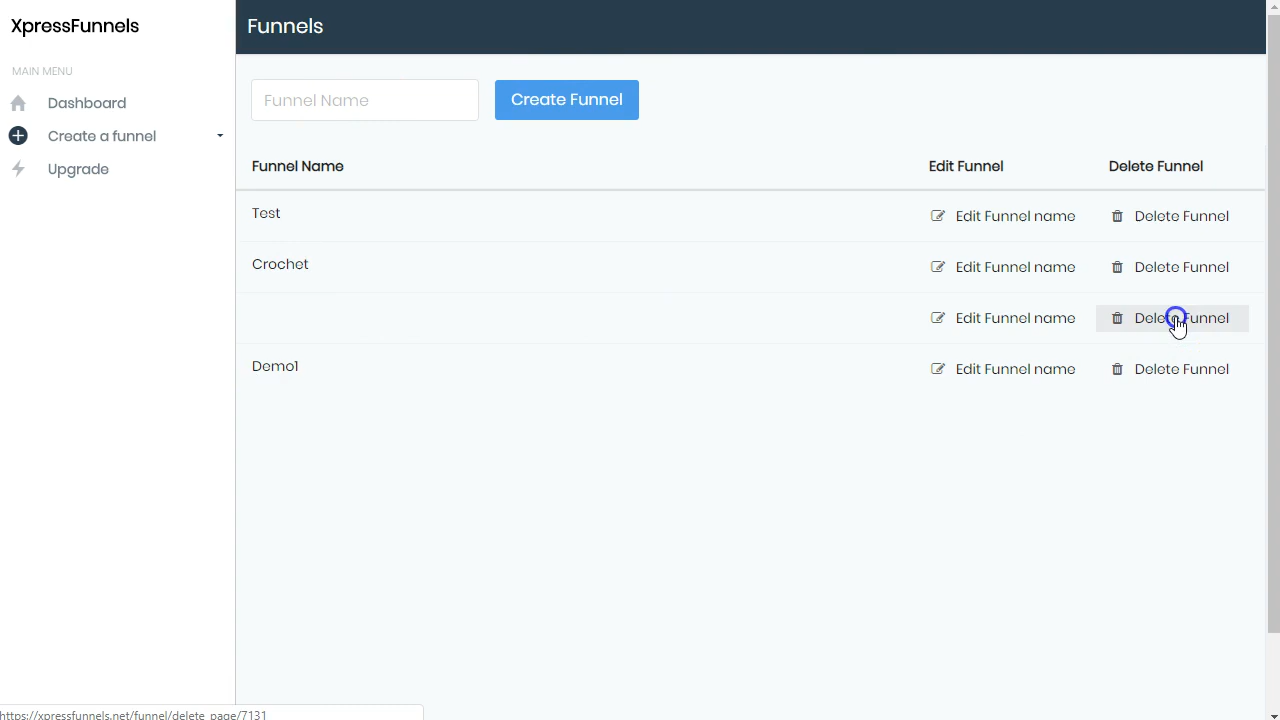 XpressFunnels
Funnels
MAIN MENU
Dashboard
Create a funnel
Upgrade
Funnel Name
Create Funnel
Funnel Name Edit Funnel Delete Funnel
Test Edit Funnel name Delete Funnel
Crochet Edit Funnel name Delete Funnel
Edit Funnel name Delete Funnel
Demo1 Edit Funnel name Delete Funnel
https://xpressfunnels.net/funnel/delete_page/7131